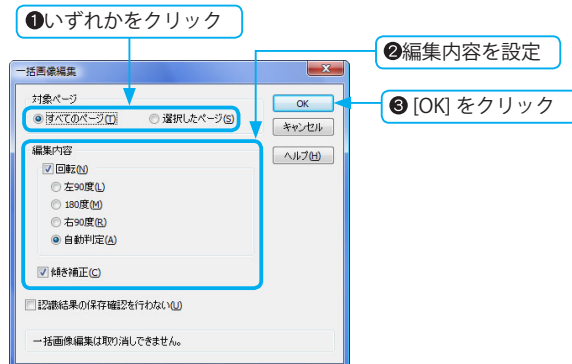 ❶いずれかをクリック
❷編集内容を設定
一括画像編集
対象ページ
すべてのページ(T)
選択したページ(S)
OK
❸ [OK] をクリック
キャンセル
編集内容
ヘルプ(H)
回転(N)
左90度(L)
180度(M)
右90度(R)
自動判定(A)
傾き補正(C)
認識結果の保存確認を行わない(U)
一括画像編集は取り消しできません。